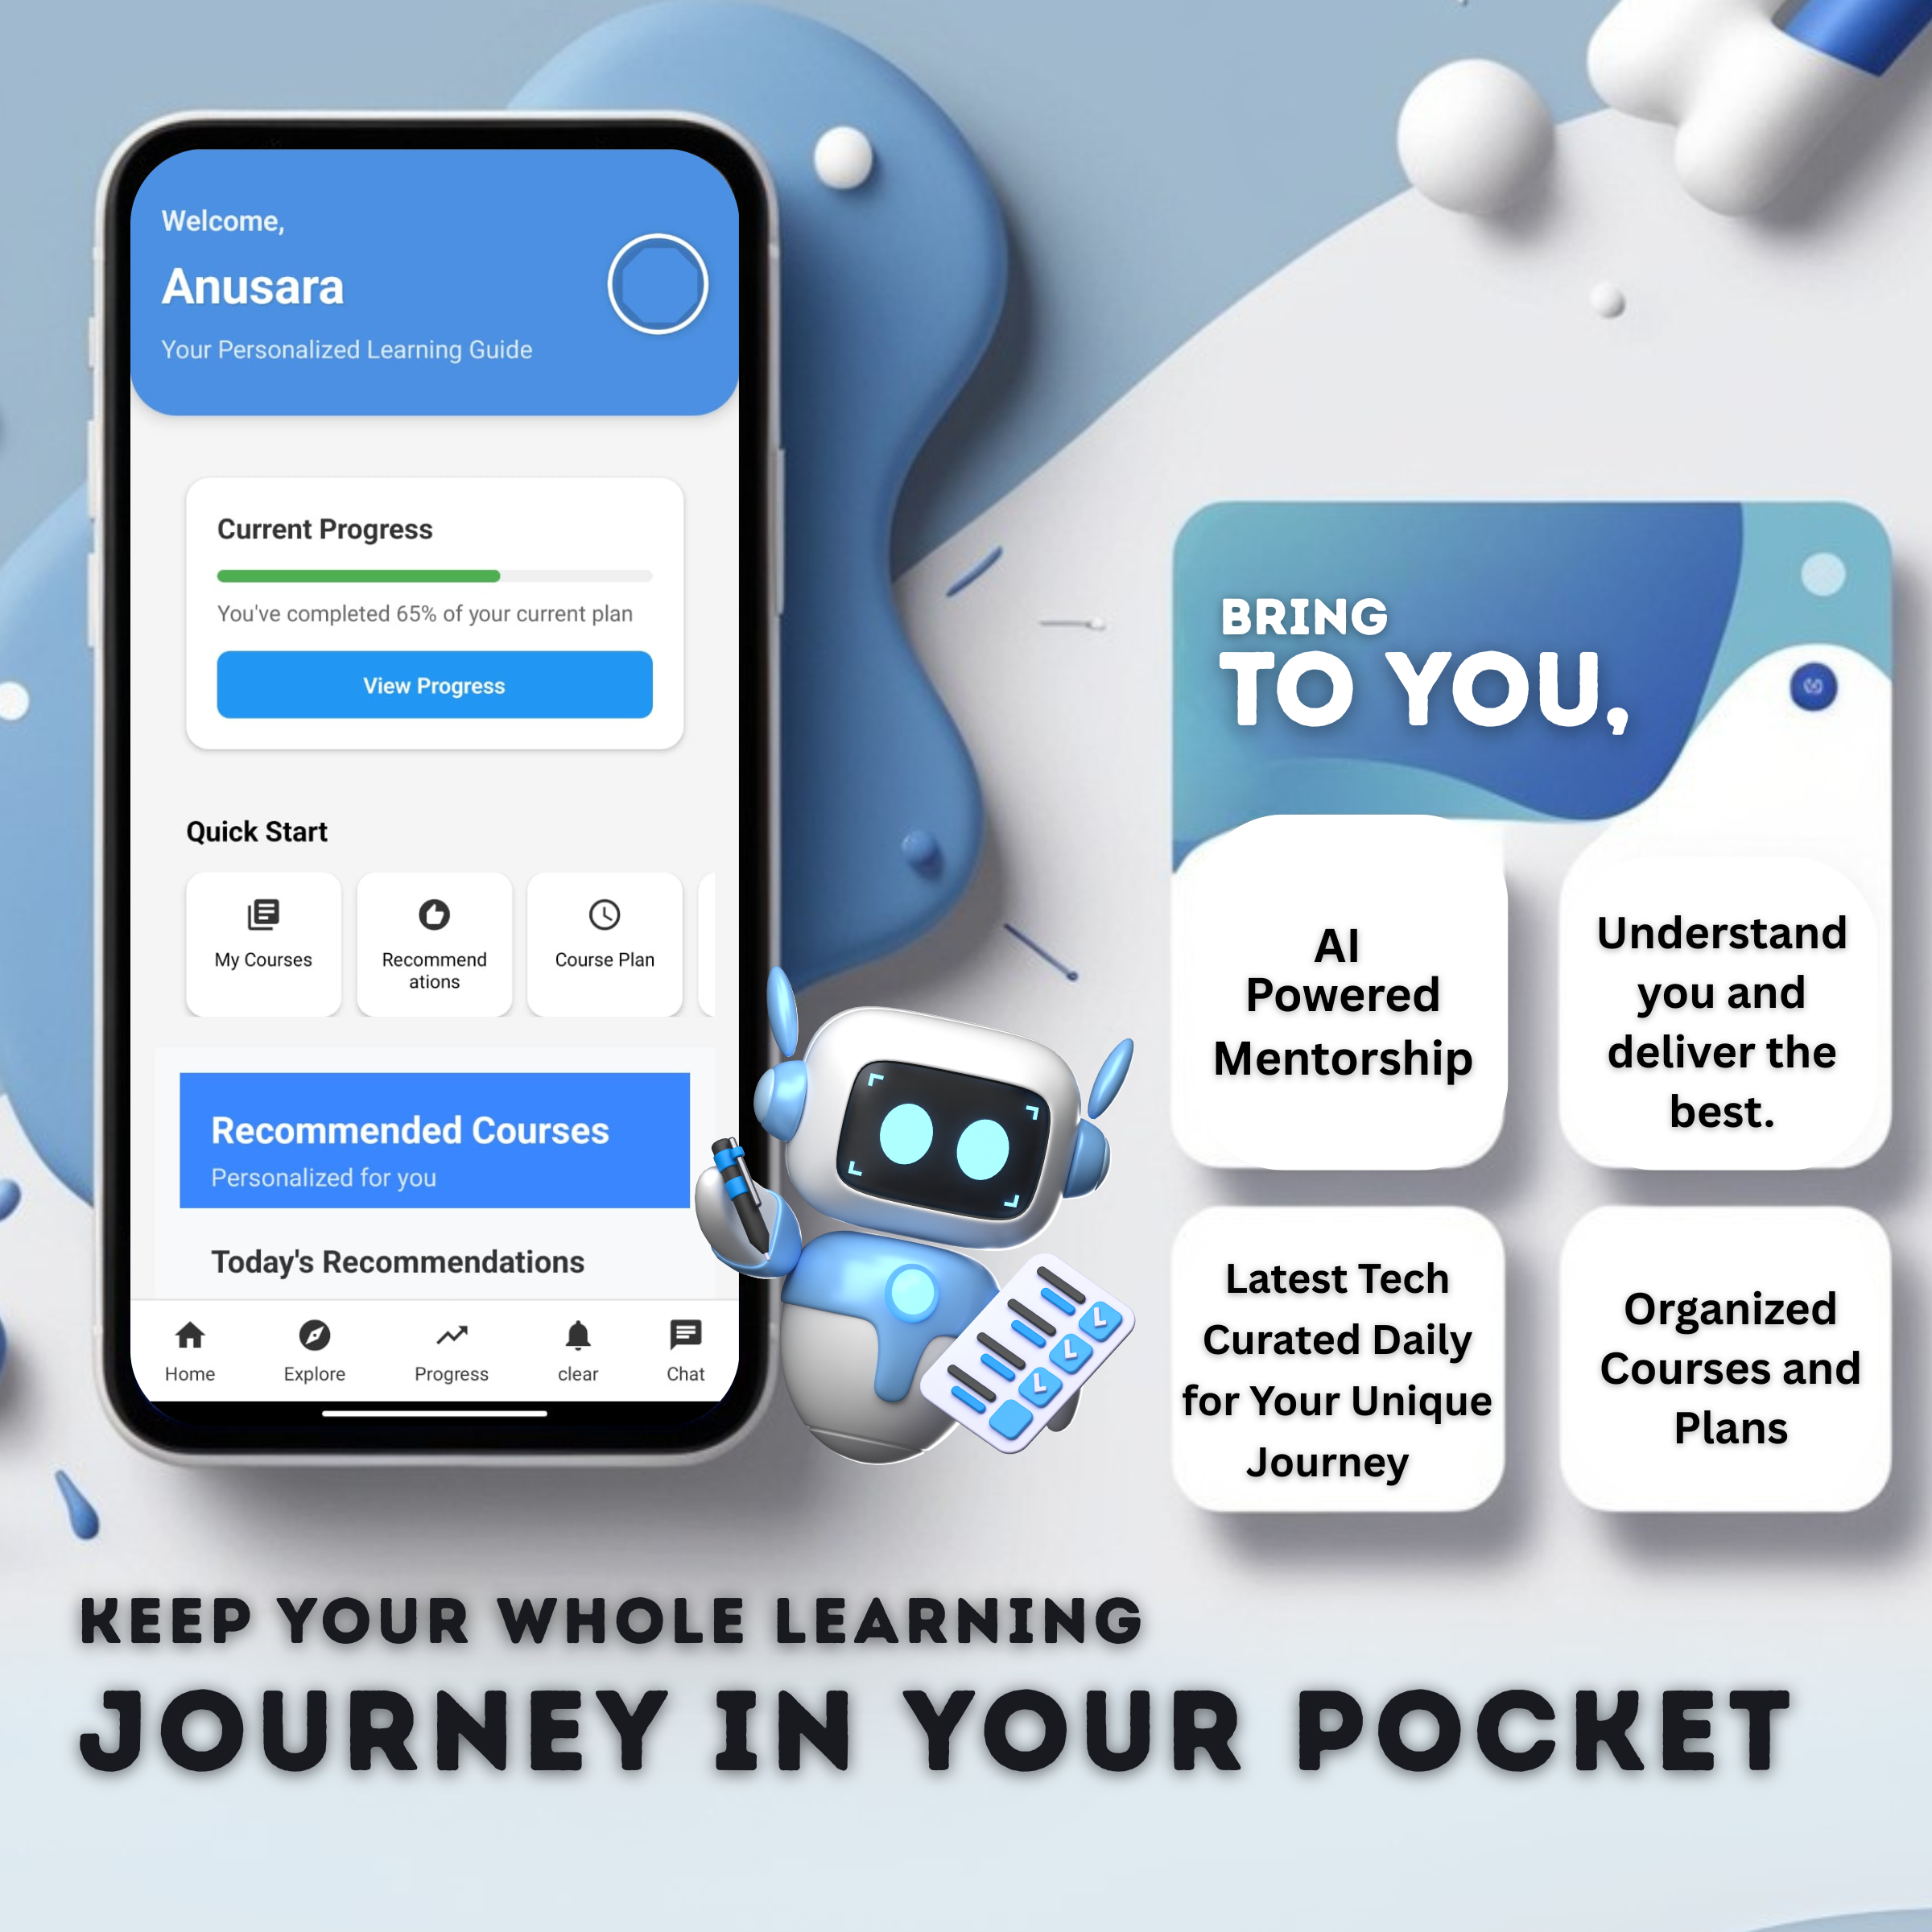 Welcome,
Anusara
Your Personalized Learning Guide
Current Progress
You've completed 65% of your current plan
View Progress
Quick Start
My Courses
Recommend
ations
Course Plan
Recommended Courses
Personalized for you
Today's Recommendations
Home
Explore
Progress
clear
Chat
BRING
TO YOU,
AI
Powered
Mentorship
Understand
you and
deliver the
best.
Latest Tech
Curated Daily
for Your Unique
Journey
Organized
Courses and
Plans
KEEP YOUR WHOLE LEARNING
JOURNEY IN YOUR POCKET